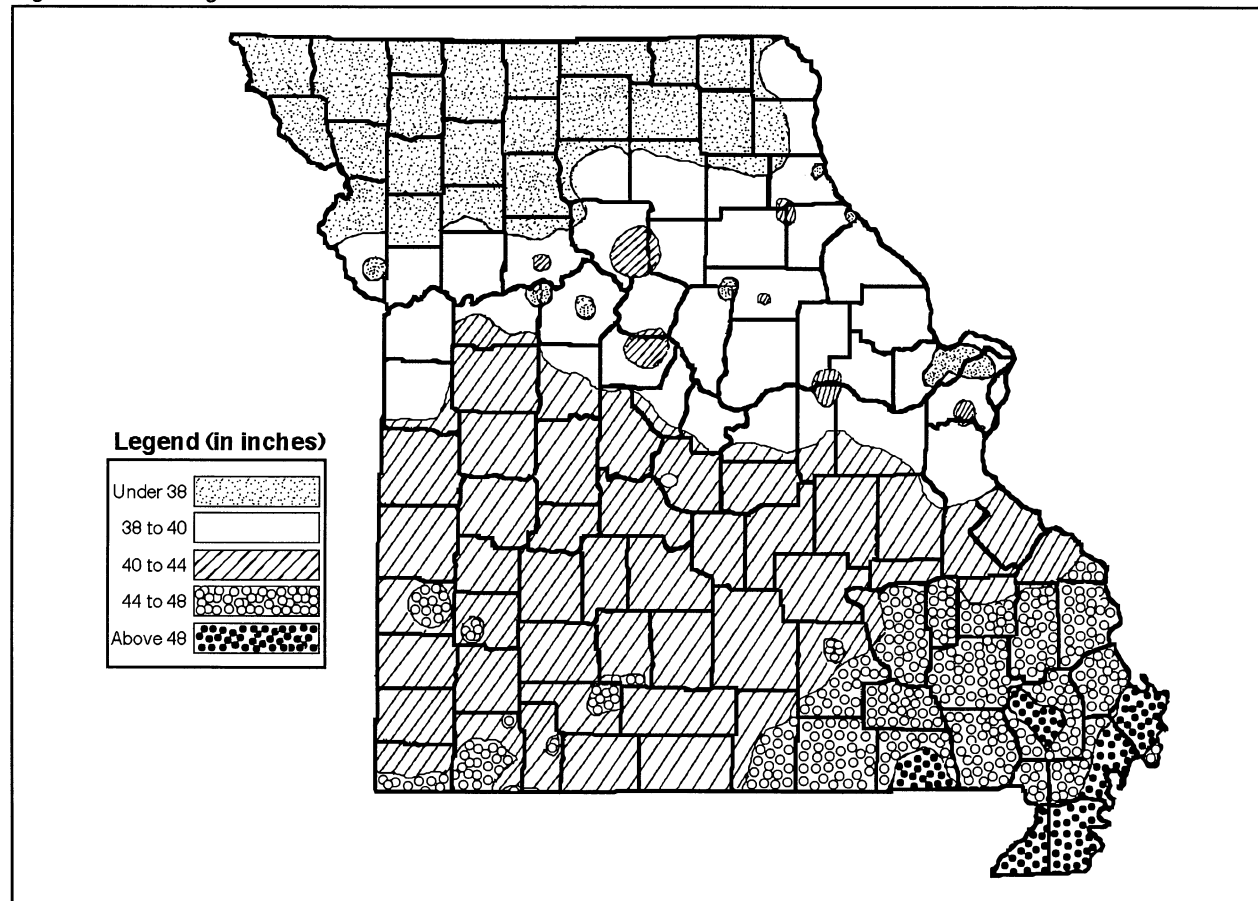 Legend (in inches)
Under 38
38 to 40
40 to 44
44 to 48
Above 48